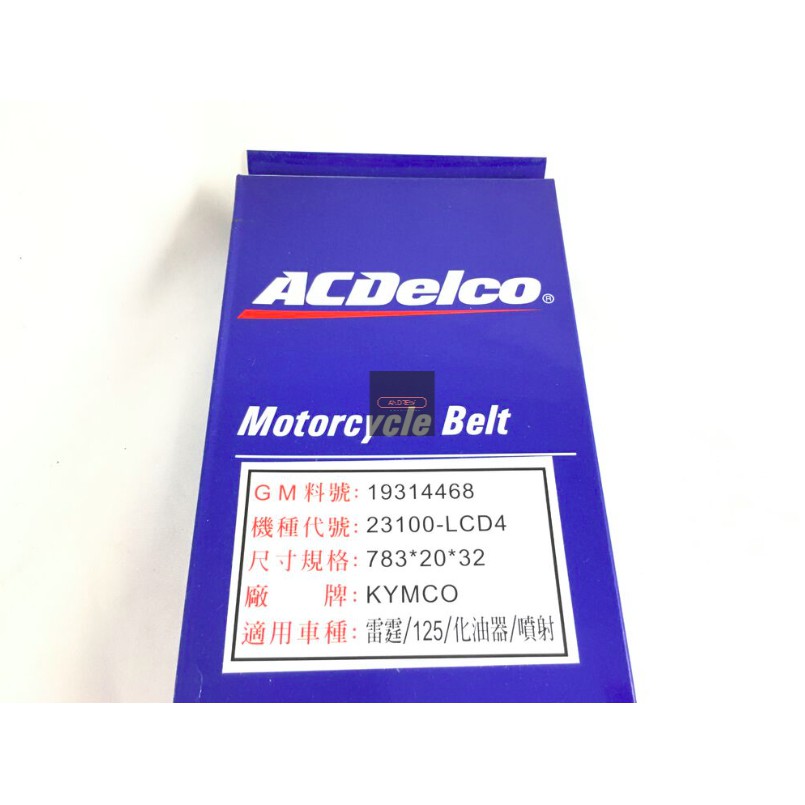 ACDelco®
ANDREW
Motorcycle Belt
GM料號: 19314468
機種代號: 23100-LCD4
尺寸規格: 783*20*32
廠 牌: KYMCO
適用車種: 雷霆/125/化油器/噴射